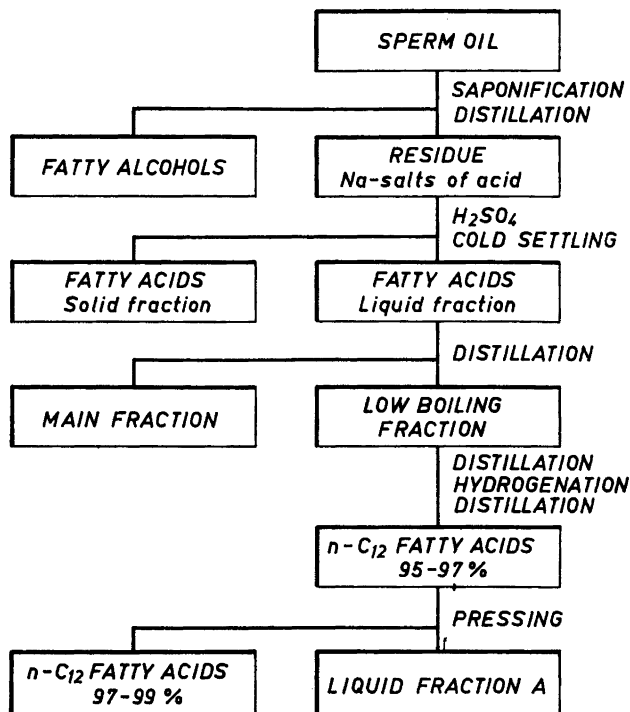 SPERM OIL
SAPONIFICATION
DISTILLATION
FATTY ALCOHOLS
RESIDUE
Na-salts of acid
H₂SO₄
COLD SETTLING
FATTY ACIDS
Solid fraction
FATTY ACIDS
Liquid fraction
DISTILLATION
MAIN FRACTION
LOW BOILING
FRACTION
DISTILLATION
HYDROGENATION
DISTILLATION
n-C₁₂ FATTY ACIDS
95-97%
PRESSING
n-C₁₂ FATTY ACIDS
97-99 %
LIQUID FRACTION A